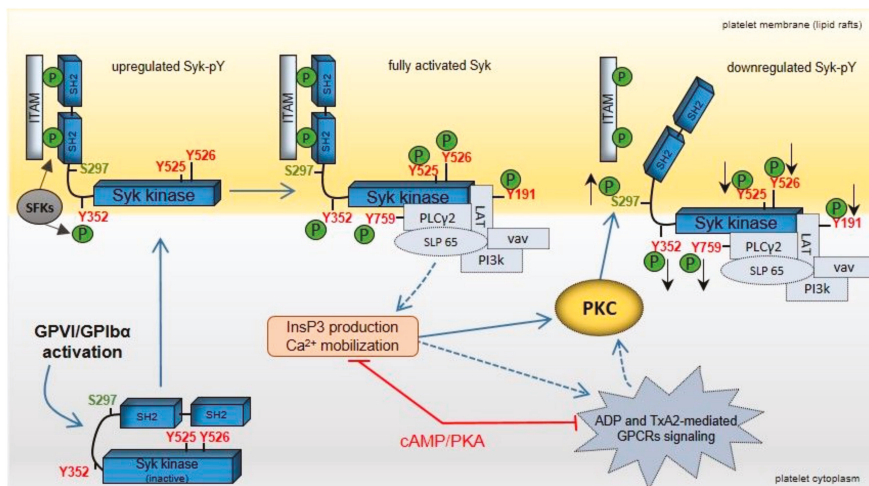 platelet membrane (lipid rafts)
upregulated Syk-pY
fully activated Syk
downregulated Syk-pY
ITAM
P
P
SH2
SH2
S297
Y525
Y526
Syk kinase
SFKs
Y352
P
ITAM
P
P
SH2
SH2
S297
P
P
Y525
Y526
P
Syk kinase
Y191
Y352
P
Y759
P
PLCγ2
LAT
SLP 65
vav
PI3k
ITAM
P
P
SH2
SH2
P
S297
P
P
Y525
Y526
P
Syk kinase
Y191
Y352
P
Y759
P
PLCγ2
LAT
SLP 65
vav
PI3k
PKC
InsP3 production
Ca²⁺ mobilization
GPVI/GPIbα
activation
S297
SH2
SH2
Y525
Y526
Y352
Syk kinase
(inactive)
cAMP/PKA
ADP and TxA2-mediated
GPCRs signaling
platelet cytoplasm